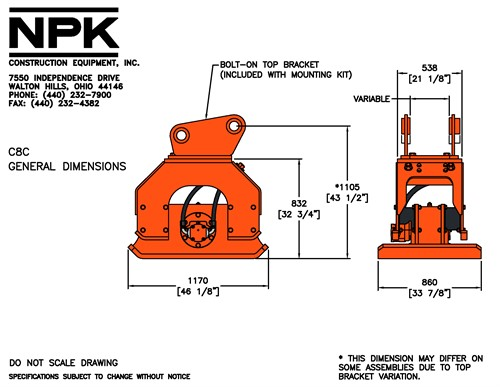 NPK
CONSTRUCTION EQUIPMENT, INC.
7550 INDEPENDENCE DRIVE
WALTON HILLS, OHIO 44146
PHONE: (440) 232-7900
FAX: (440) 232-4382
C8C
GENERAL DIMENSIONS
BOLT-ON TOP BRACKET
(INCLUDED WITH MOUNTING KIT)
538
[21 1/8"]
VARIABLE
832
[32 3/4"]
*1105
[43 1/2"]
1170
[46 1/8"]
860
[33 7/8"]
DO NOT SCALE DRAWING
SPECIFICATIONS SUBJECT TO CHANGE WITHOUT NOTICE
* THIS DIMENSION MAY DIFFER ON
SOME ASSEMBLIES DUE TO TOP
BRACKET VARIATION.